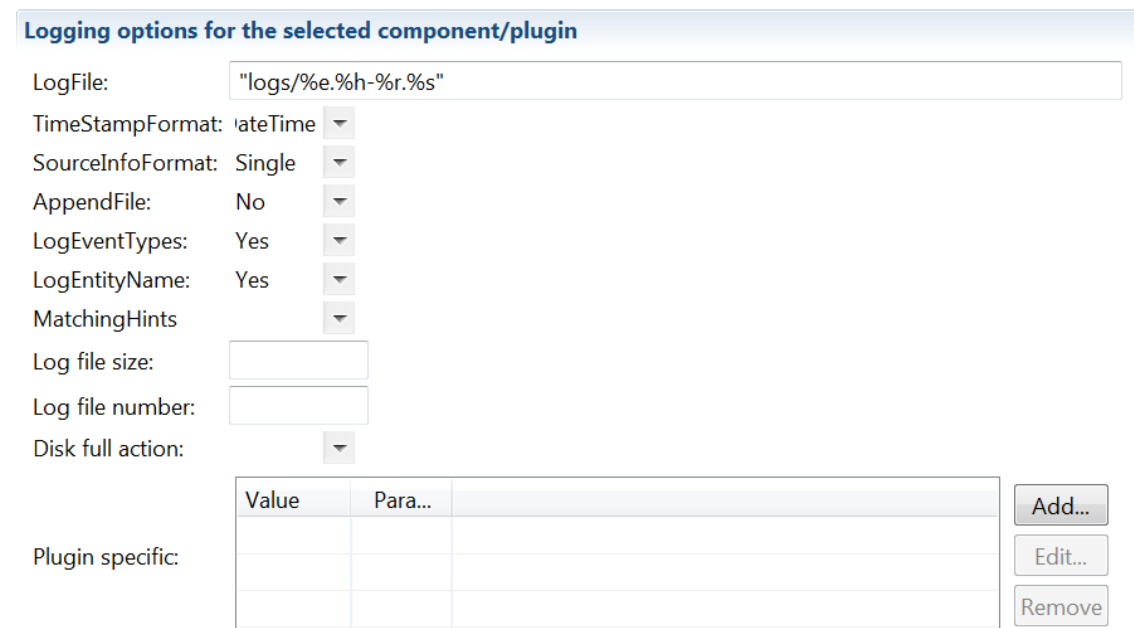 Logging options for the selected component/plugin
LogFile: "logs/%e.%h-%r.%s"
TimeStampFormat: ateTime
SourceInfoFormat: Single
AppendFile: No
LogEventTypes: Yes
LogEntityName: Yes
MatchingHints
Log file size:
Log file number:
Disk full action:
Value Para...
Add...
Plugin specific:
Edit...
Remove